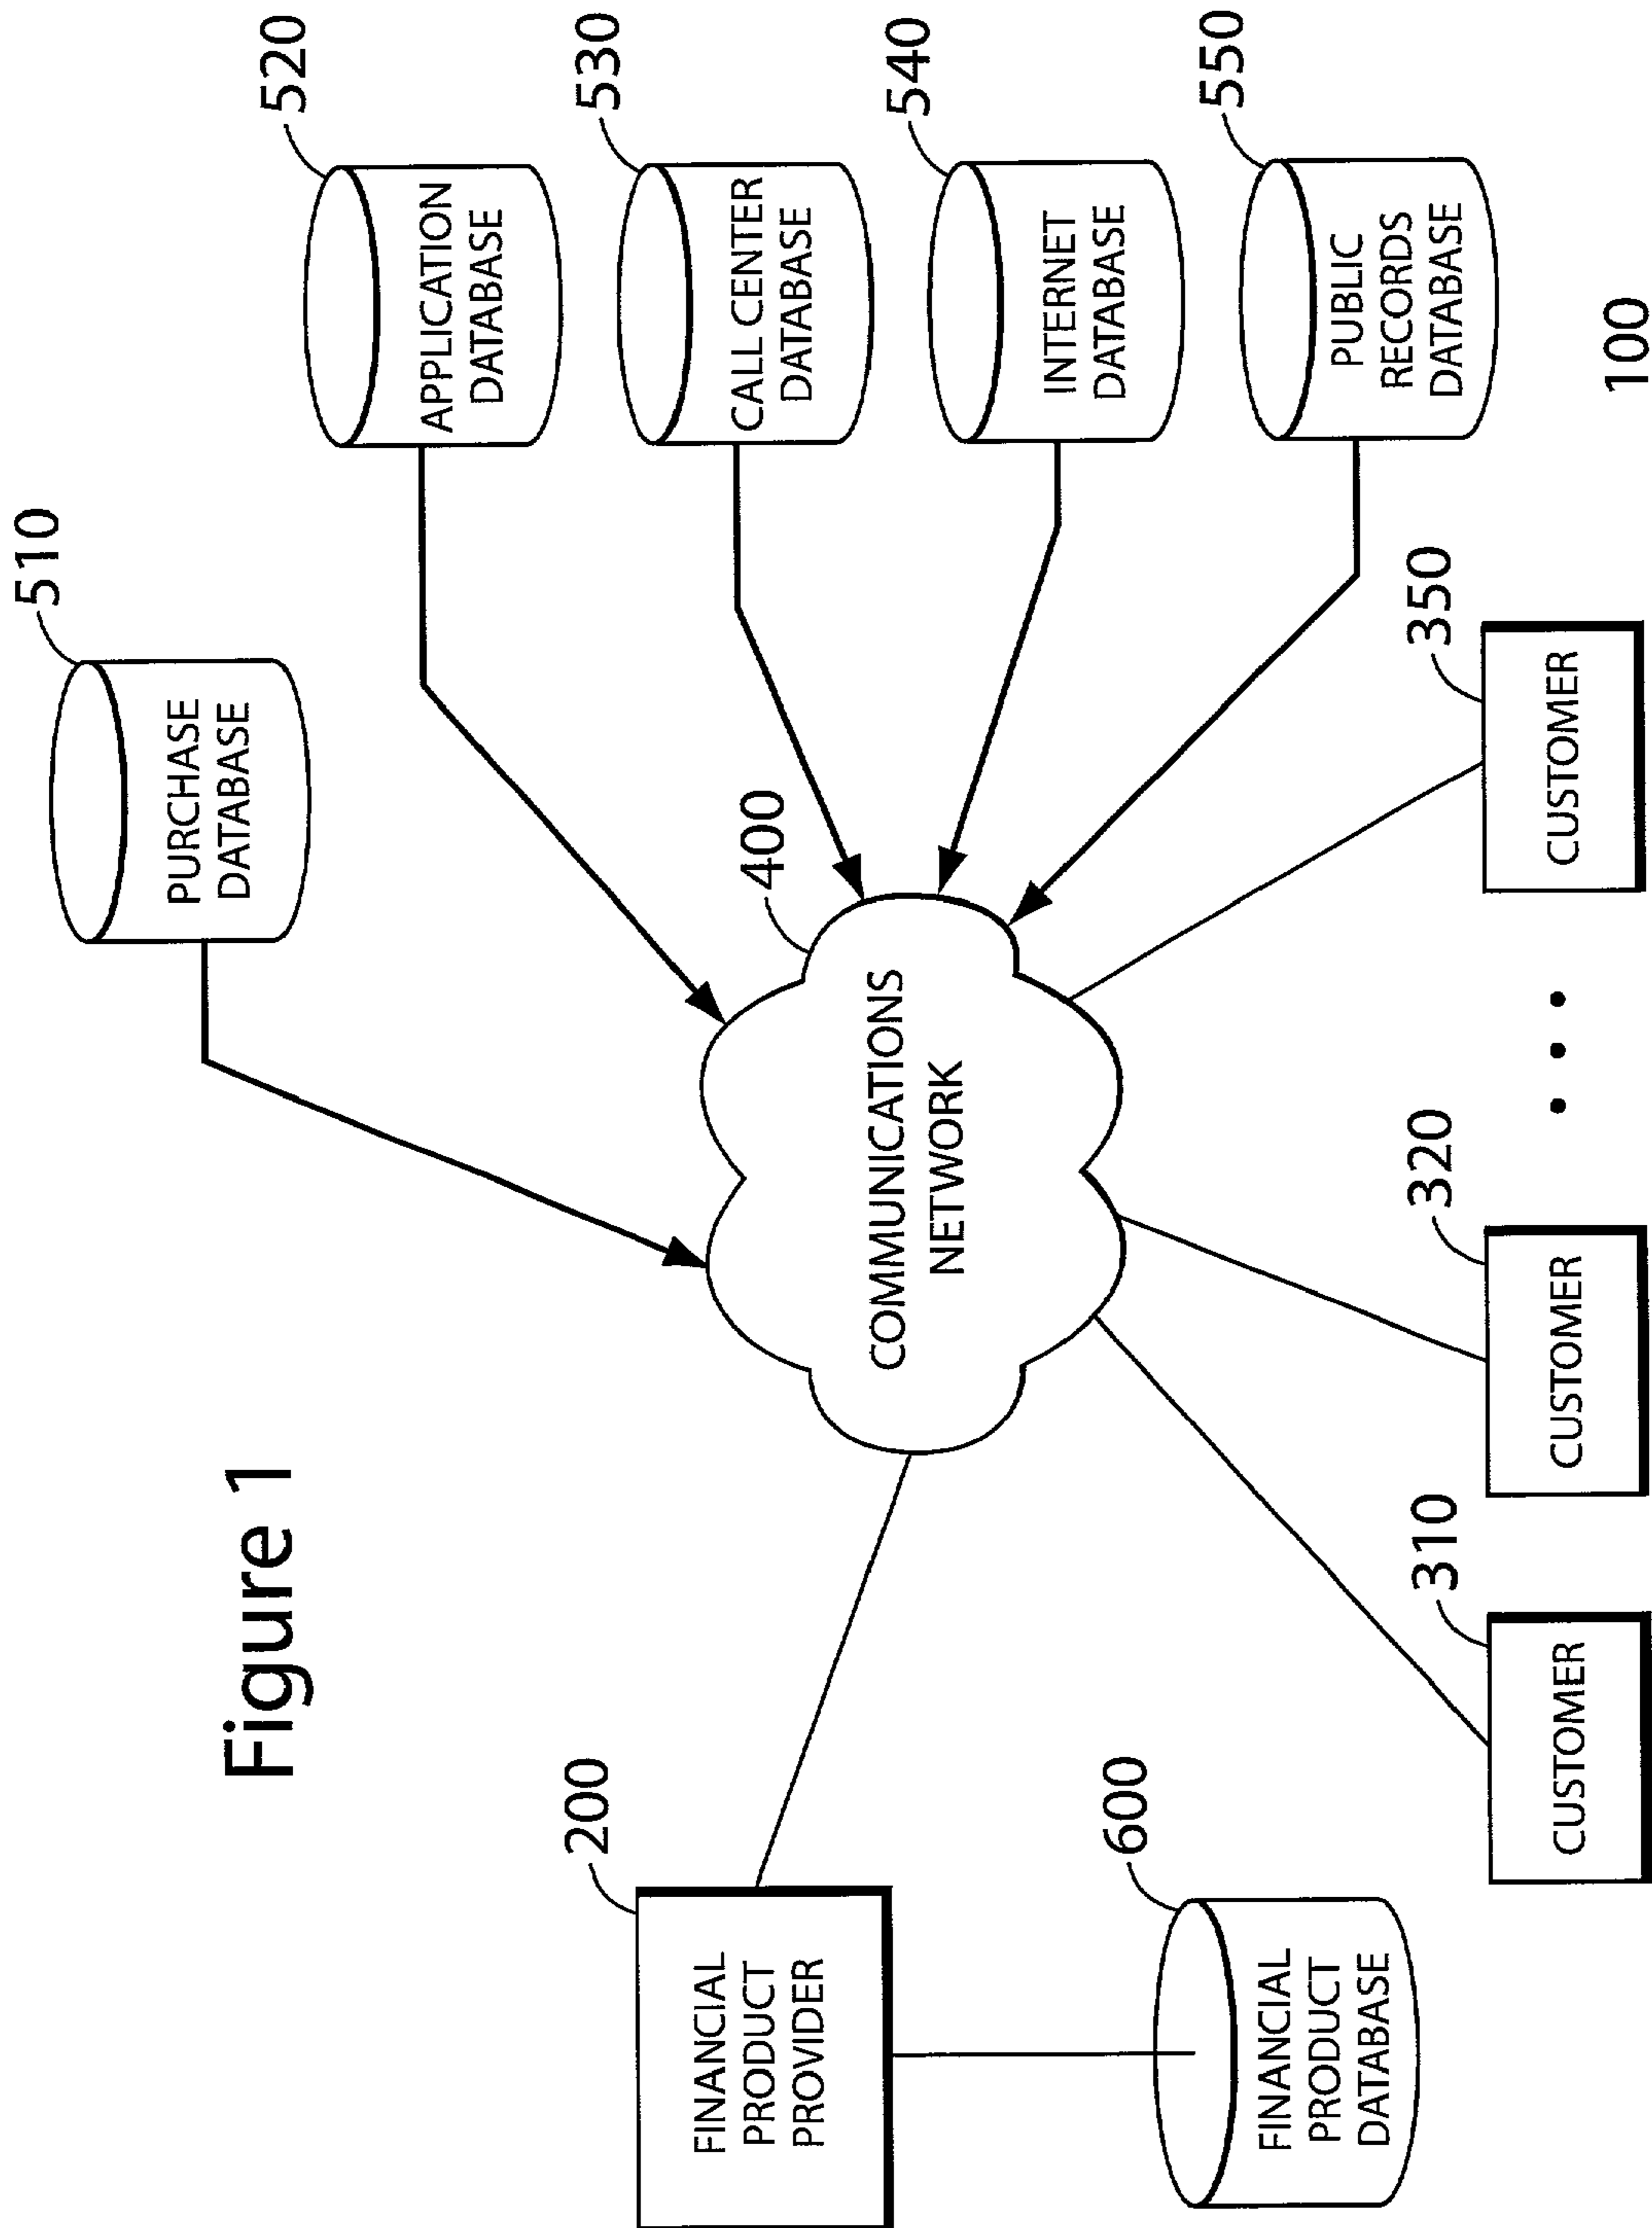 Figure 1
510
PURCHASE
DATABASE
520
APPLICATION
DATABASE
530
CALL CENTER
DATABASE
540
INTERNET
DATABASE
550
PUBLIC
RECORDS
DATABASE
400
COMMUNICATIONS
NETWORK
200
FINANCIAL
PRODUCT
PROVIDER
600
FINANCIAL
PRODUCT
DATABASE
310
CUSTOMER
320
CUSTOMER
• • •
350
CUSTOMER
100